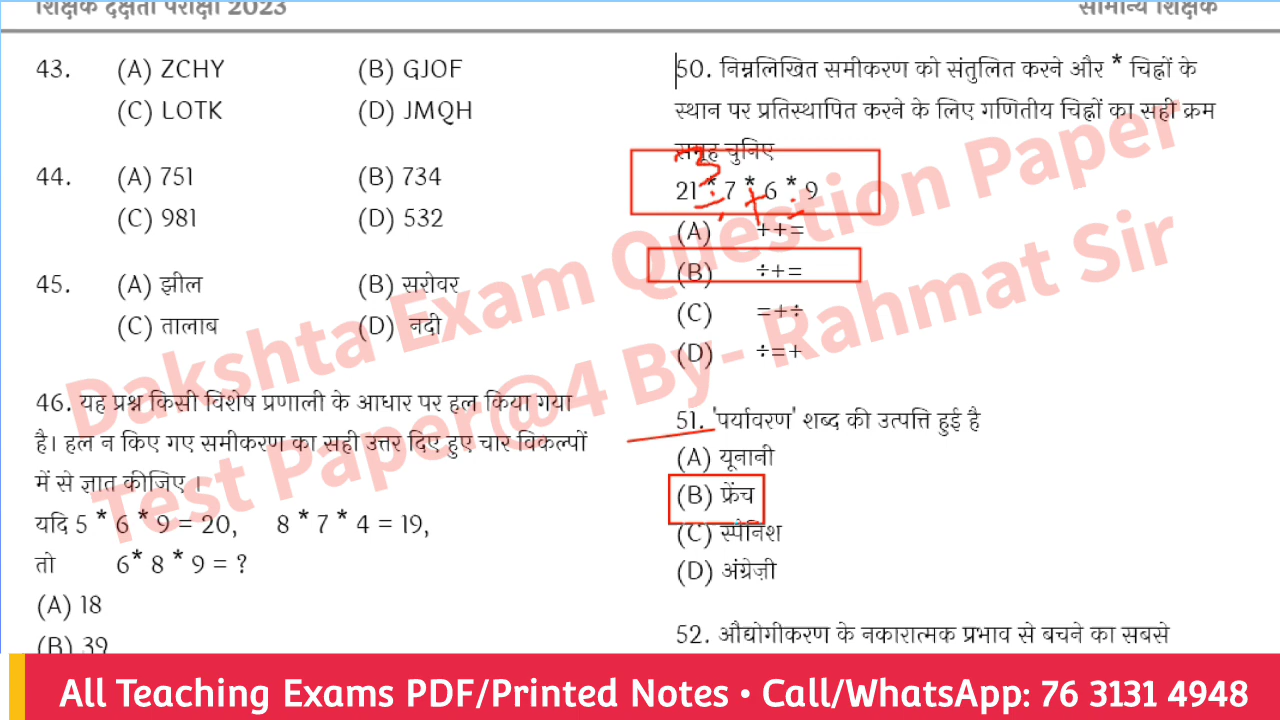 शिक्षक दक्षता परीक्षा 2023
सामान्य शिक्षक
43. (A) ZCHY (B) GJOF
(C) LOTK (D) JMQH
44. (A) 751 (B) 734
(C) 981 (D) 532
45. (A) झील (B) सरोवर
(C) तालाब (D) नदी
46. यह प्रश्न किसी विशेष प्रणाली के आधार पर हल किया गया
है। हल न किए गए समीकरण का सही उत्तर दिए हुए चार विकल्पों
में से ज्ञात कीजिए ।
यदि 5 * 6 * 9 = 20, 8 * 7 * 4 = 19,
तो 6* 8 * 9 = ?
(A) 18
(B) 39
50. निम्नलिखित समीकरण को संतुलित करने और * चिह्नों के
स्थान पर प्रतिस्थापित करने के लिए गणितीय चिह्नों का सही क्रम
समूह चुनिए
3
21 * 7 * 6 * 9
÷ + =
(A) ++=
(B) ÷+=
(C) =+÷
(D) ÷=+
51. 'पर्यावरण' शब्द की उत्पत्ति हुई है
(A) यूनानी
(B) फ्रेंच
(C) स्पेनिश
(D) अंग्रेज़ी
52. औद्योगीकरण के नकारात्मक प्रभाव से बचने का सबसे
Dakshta Exam Question Paper
Test Paper@4 By- Rahmat Sir
All Teaching Exams PDF/Printed Notes • Call/WhatsApp: 76 3131 4948